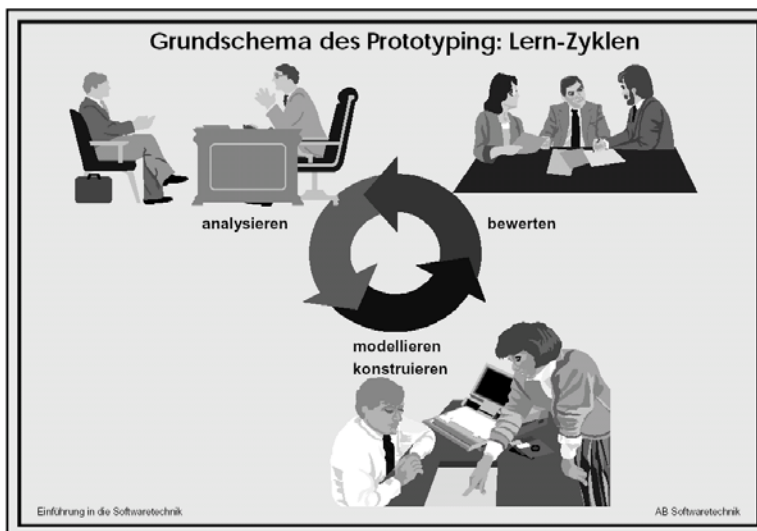 Grundschema des Prototyping: Lern-Zyklen
analysieren
bewerten
modellieren
konstruieren
Einführung in die Softwaretechnik
AB Softwaretechnik